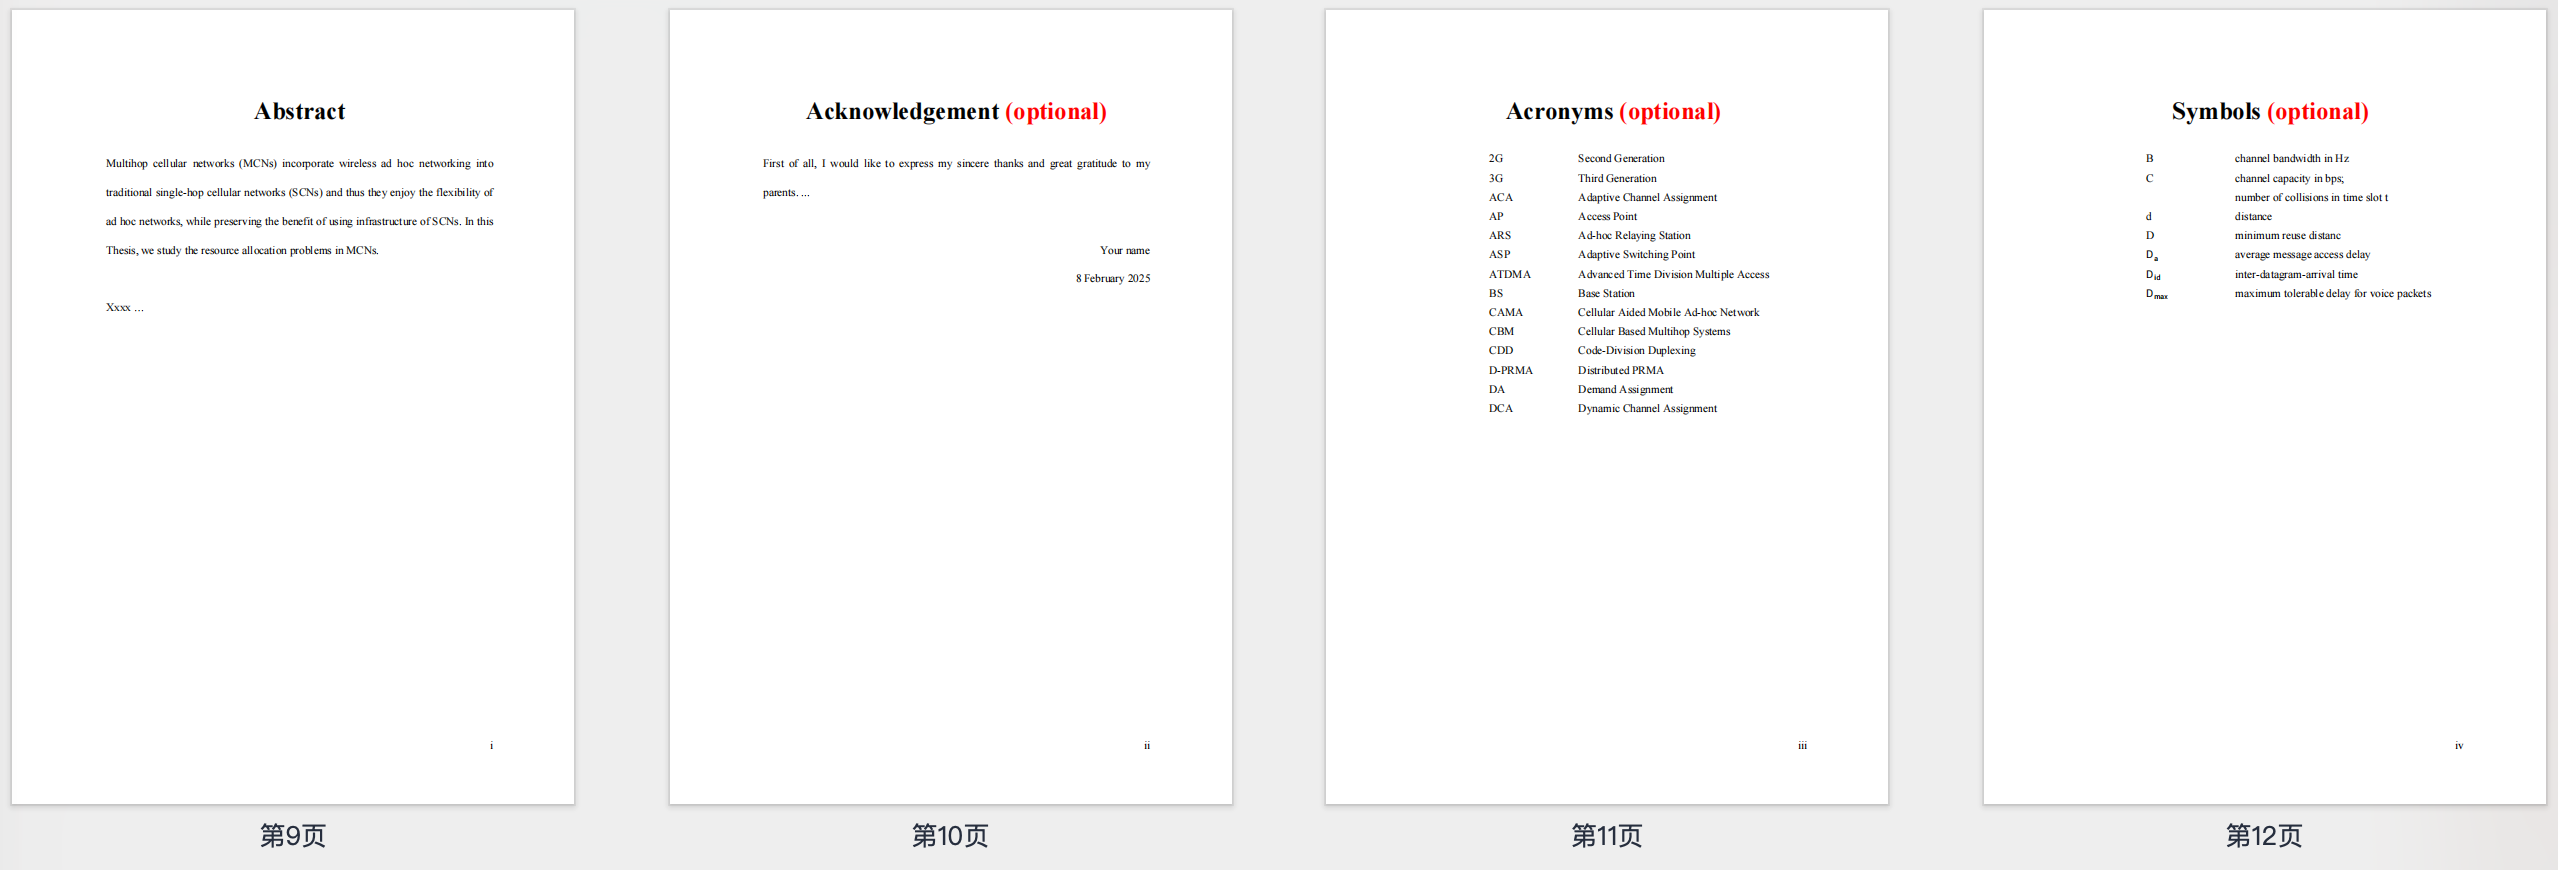 Abstract
Multihop cellular networks (MCNs) incorporate wireless ad hoc networking into
traditional single-hop cellular networks (SCNs) and thus they enjoy the flexibility of
ad hoc networks, while preserving the benefit of using infrastructure of SCNs. In this
Thesis, we study the resource allocation problems in MCNs.
Xxxx ...
i
第9页
Acknowledgement (optional)
First of all, I would like to express my sincere thanks and great gratitude to my
parents. ...
Your name
8 February 2025
ii
第10页
Acronyms (optional)
2G Second Generation
3G Third Generation
ACA Adaptive Channel Assignment
AP Access Point
ARS Ad-hoc Relaying Station
ASP Adaptive Switching Point
ATDMA Advanced Time Division Multiple Access
BS Base Station
CAMA Cellular Aided Mobile Ad-hoc Network
CBM Cellular Based Multihop Systems
CDD Code-Division Duplexing
D-PRMA Distributed PRMA
DA Demand Assignment
DCA Dynamic Channel Assignment
iii
第11页
Symbols (optional)
B channel bandwidth in Hz
C channel capacity in bps;
number of collisions in time slot t
d distance
D minimum reuse distanc
Da average message access delay
Did inter-datagram-arrival time
Dmax maximum tolerable delay for voice packets
iv
第12页